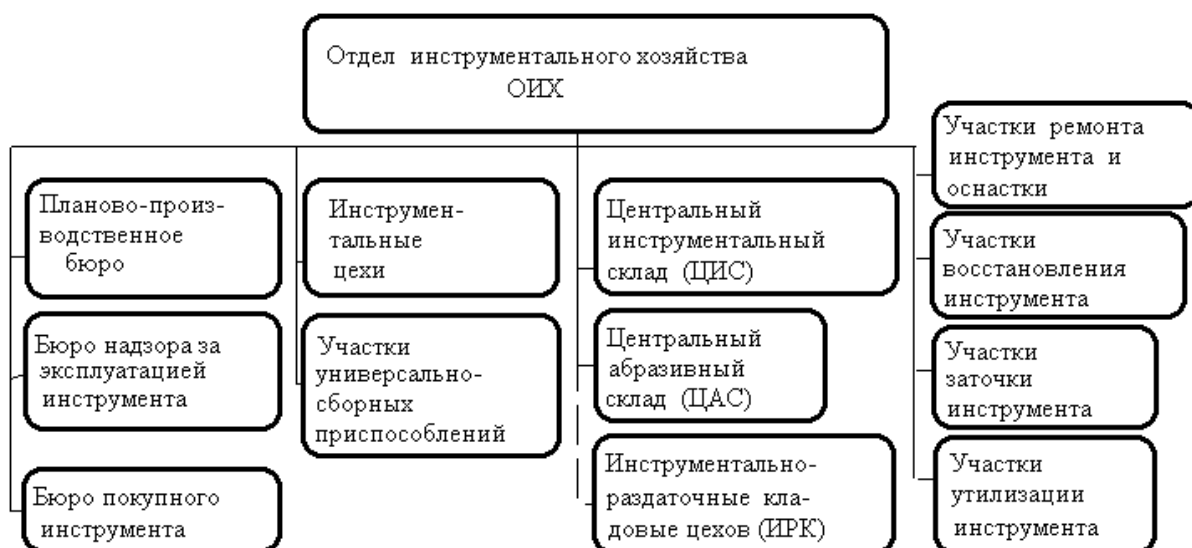 Отдел инструментального хозяйства
ОИХ
Планово-произ-
водственное
бюро
Бюро надзора за
эксплуатацией
инструмента
Бюро покупного
инструмента
Инструмен-
тальные
цехи
Участки
универсально-
сборных
приспособлений
Центральный
инструментальный
склад (ЦИС)
Центральный
абразивный
склад (ЦАС)
Инструментально-
раздаточные кла-
довые цехов (ИРК)
Участки ремонта
инструмента и
оснастки
Участки
восстановления
инструмента
Участки
заточки
инструмента
Участки
утилизации
инструмента